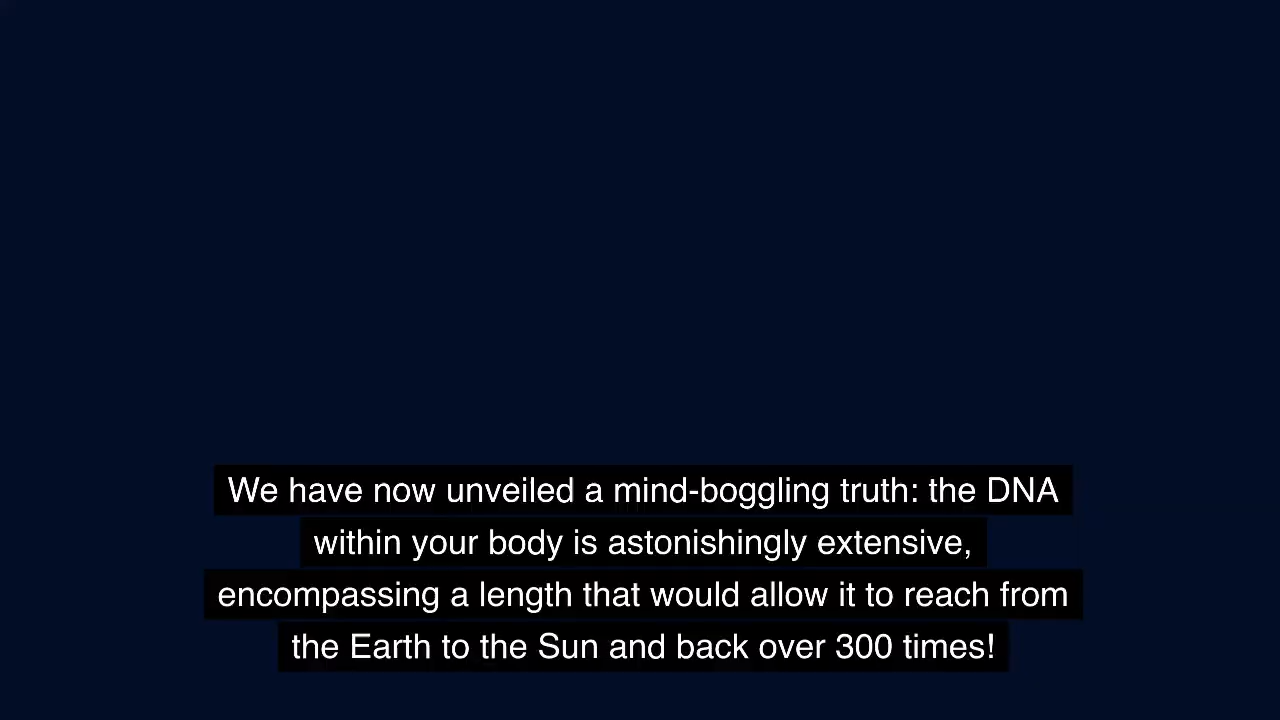 We have now unveiled a mind-boggling truth: the DNA
within your body is astonishingly extensive,
encompassing a length that would allow it to reach from
the Earth to the Sun and back over 300 times!